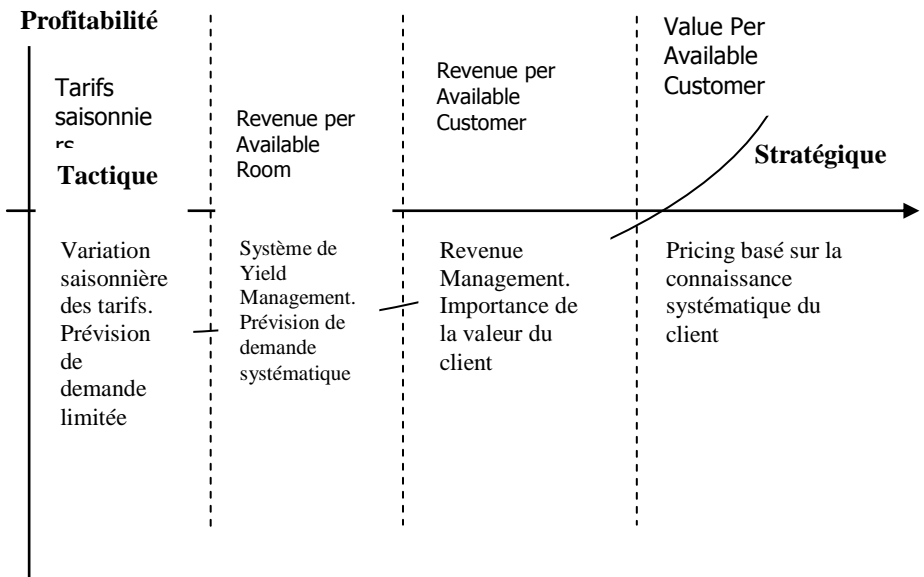 Profitabilité
Tarifs
saisonnie
rs
Tactique
Revenue per
Available
Room
Revenue per
Available
Customer
Value Per
Available
Customer
Stratégique
Variation
saisonnière
des tarifs.
Prévision
de
demande
limitée
Système de
Yield
Management.
Prévision de
demande
systématique
Revenue
Management.
Importance de
la valeur du
client
Pricing basé sur la
connaissance
systématique du
client